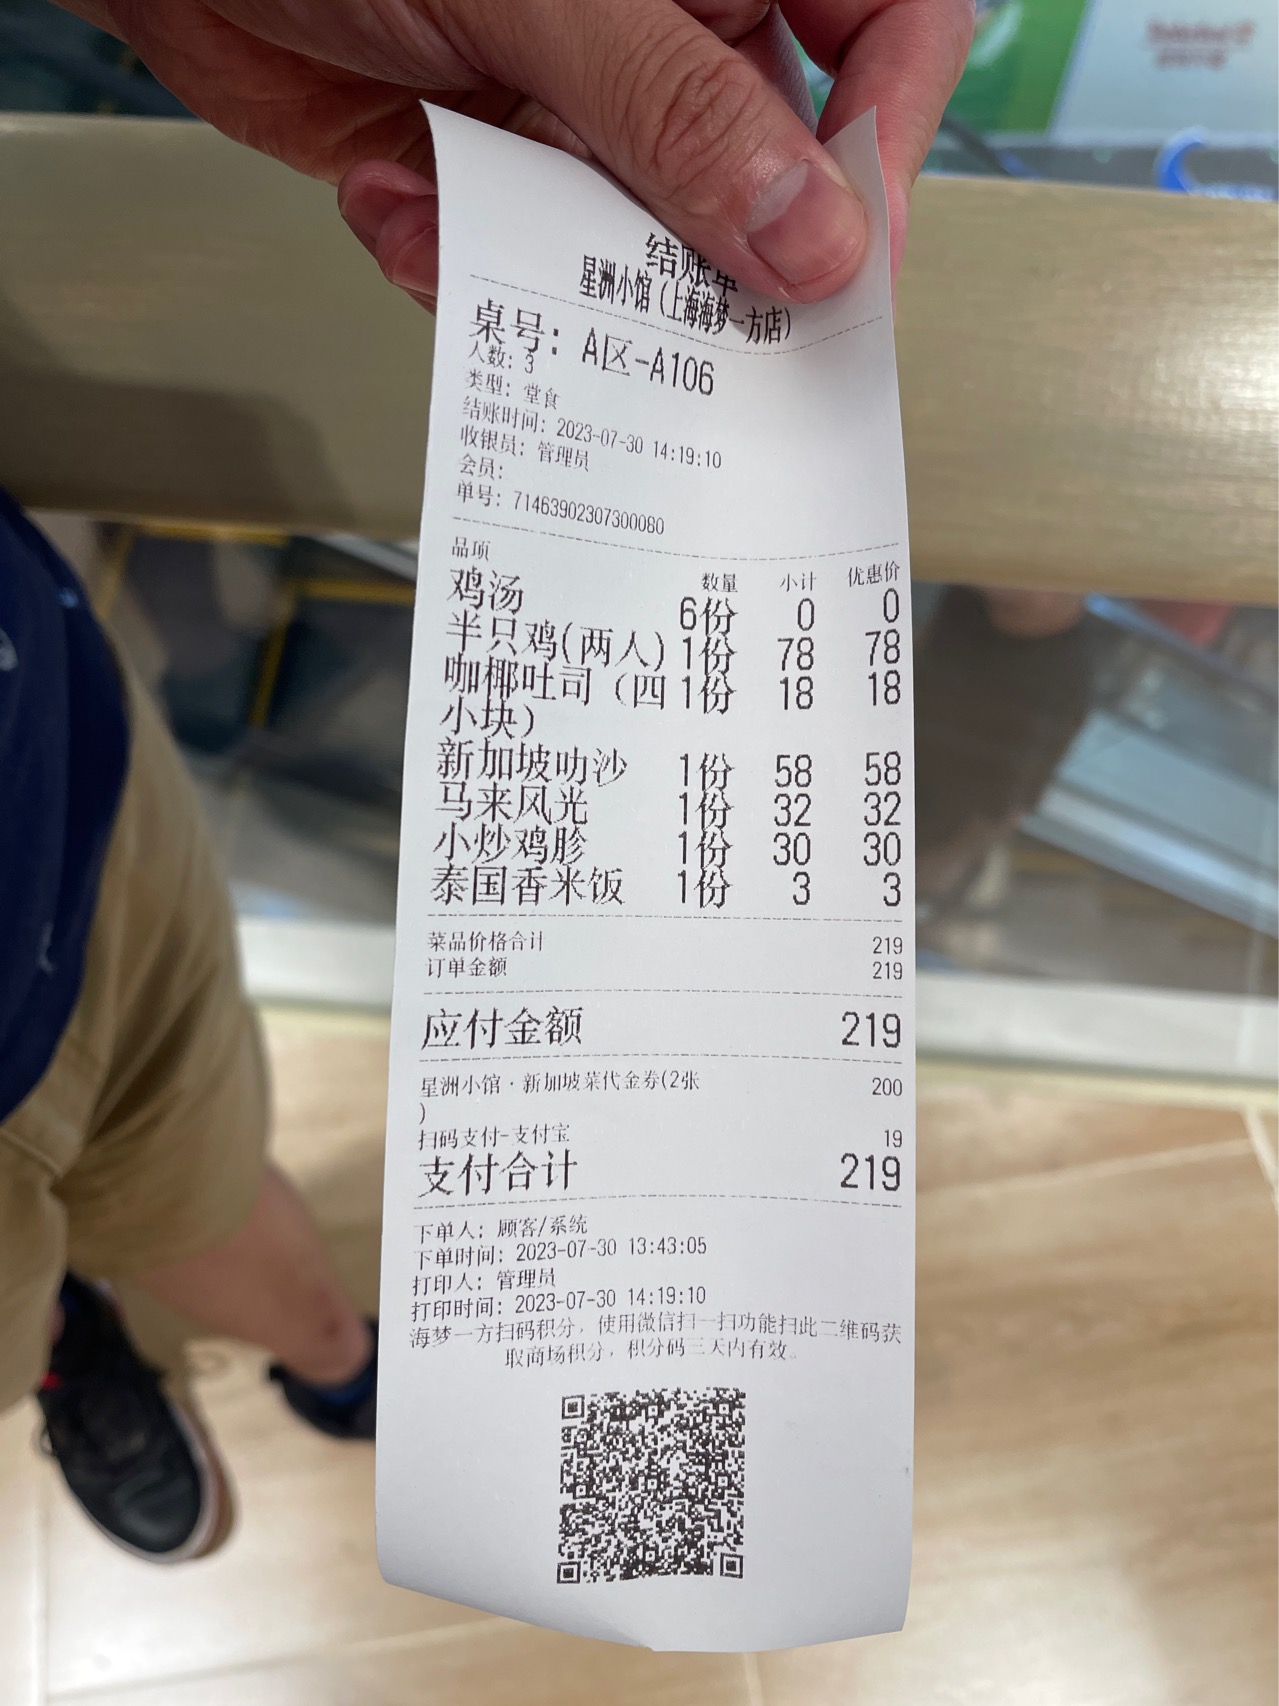 结账单
星洲小馆（上海海梦一方店）
桌号：A区-A106
人数：3
类型：堂食
结账时间：2023-07-30 14:19:10
收银员：管理员
会员：
单号：71463902307300080
品项 数量 小计 优惠价
鸡汤 6份 0 0
半只鸡(两人) 1份 78 78
咖椰吐司（四 1份 18 18
小块）
新加坡叻沙 1份 58 58
马来风光 1份 32 32
小炒鸡胗 1份 30 30
泰国香米饭 1份 3 3
菜品价格合计 219
订单金额 219
应付金额 219
星洲小馆·新加坡菜代金券(2张 200
)
扫码支付-支付宝 19
支付合计 219
下单人：顾客/系统
下单时间：2023-07-30 13:43:05
打印人：管理员
打印时间：2023-07-30 14:19:10
海梦一方扫码积分，使用微信扫一扫功能扫此二维码获
取商场积分，积分码三天内有效。